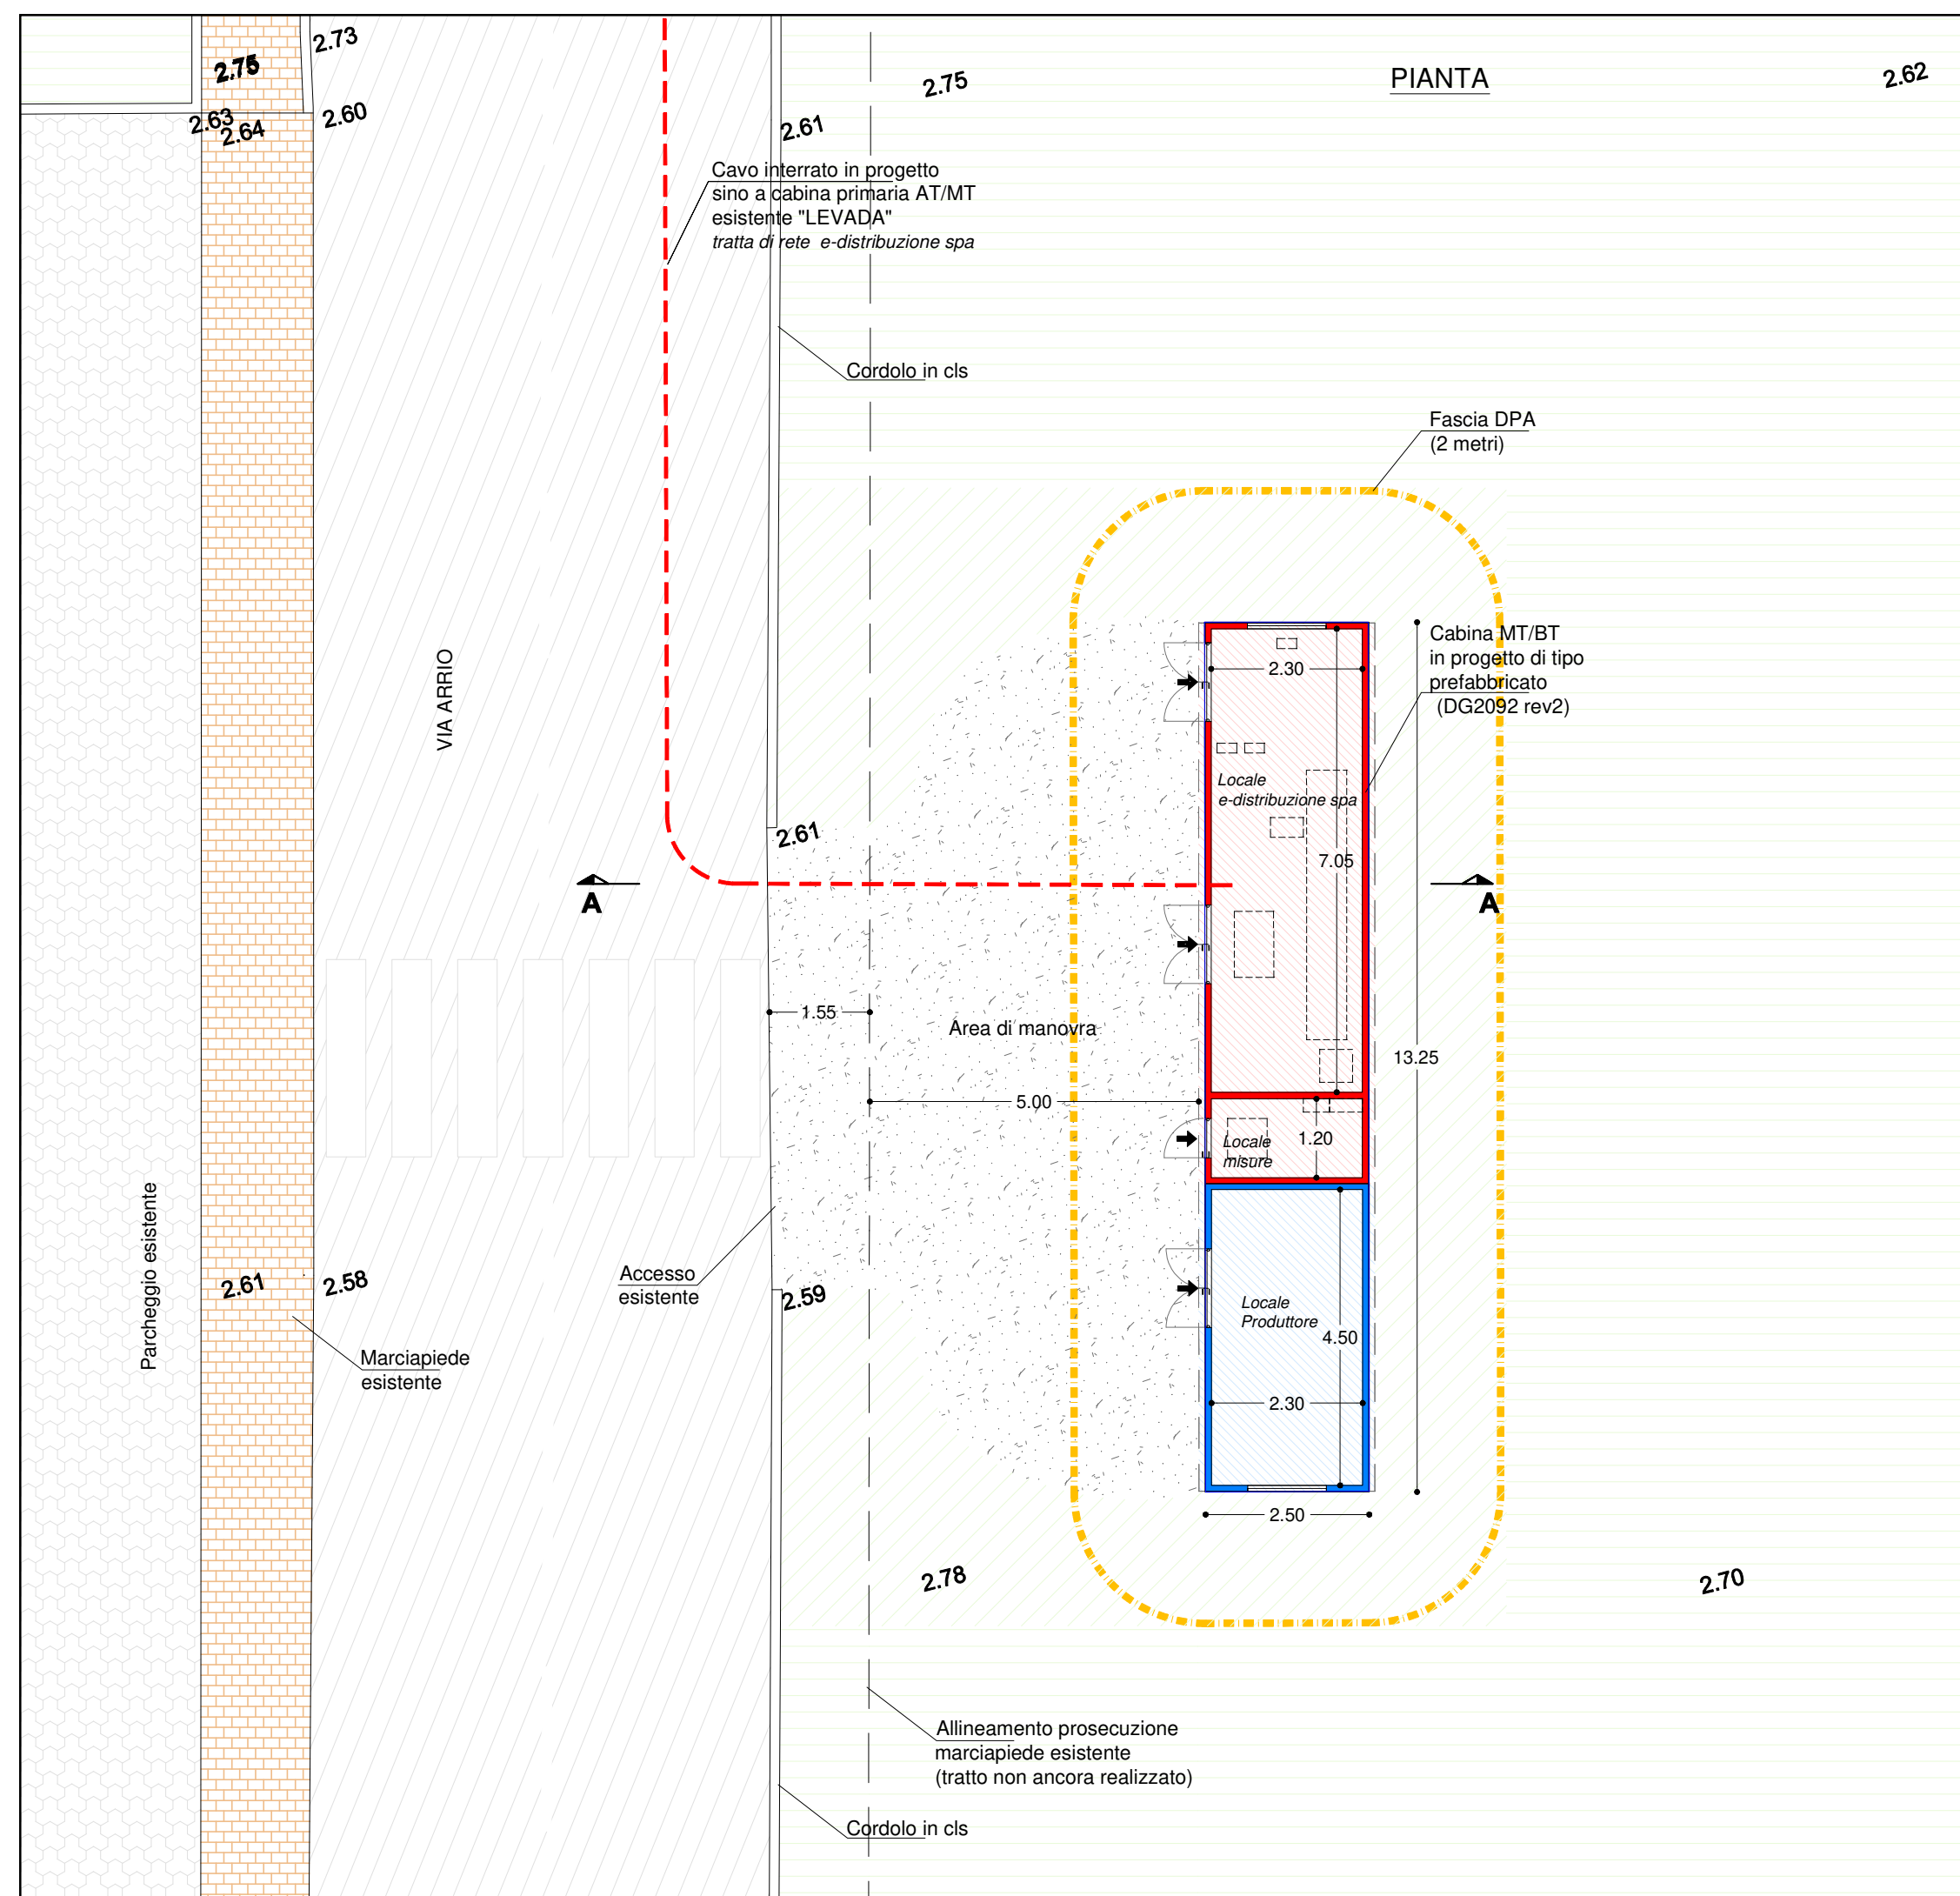 2.73
2.75
2.75
PIANTA
2.62
2.63
2.64
2.60
2.61
Cavo interrato in progetto
sino a cabina primaria AT/MT
esistente "LEVADA"
tratta di rete e-distribuzione spa
Cordolo in cls
Fascia DPA
(2 metri)
VIA ARRIO
Cabina MT/BT
in progetto di tipo
prefabbricato
(DG2092 rev2)
2.30
Locale
e-distribuzione spa
2.61
7.05
A
A
1.55
Area di manovra
13.25
5.00
Locale
misure
1.20
Parcheggio esistente
2.61
2.58
Accesso
esistente
2.59
Locale
Produttore
4.50
Marciapiede
esistente
2.30
2.50
2.78
2.70
Allineamento prosecuzione
marciapiede esistente
(tratto non ancora realizzato)
Cordolo in cls